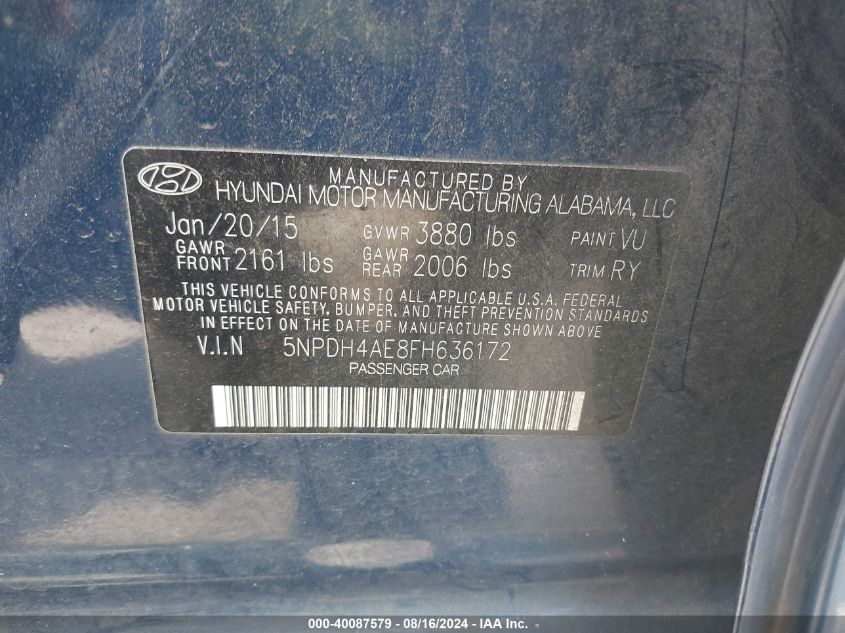 MANUFACTURED BY
HYUNDAI MOTOR MANUFACTURING ALABAMA, LLC
Jan/20/15 GVWR 3880 lbs PAINT VU
GAWR FRONT 2161 lbs GAWR REAR 2006 lbs TRIM RY
THIS VEHICLE CONFORMS TO ALL APPLICABLE U.S.A. FEDERAL
MOTOR VEHICLE SAFETY, BUMPER, AND THEFT PREVENTION STANDARDS
IN EFFECT ON THE DATE OF MANUFACTURE SHOWN ABOVE.
V.I.N 5NPDH4AE8FH636172
PASSENGER CAR
000-40087579 - 08/16/2024 - IAA Inc.